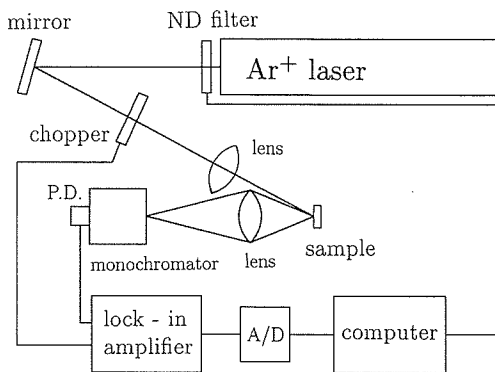 ND filter
mirror
Ar+ laser
chopper
lens
P.D.
sample
monochromator
lens
lock - in
amplifier
A/D
computer